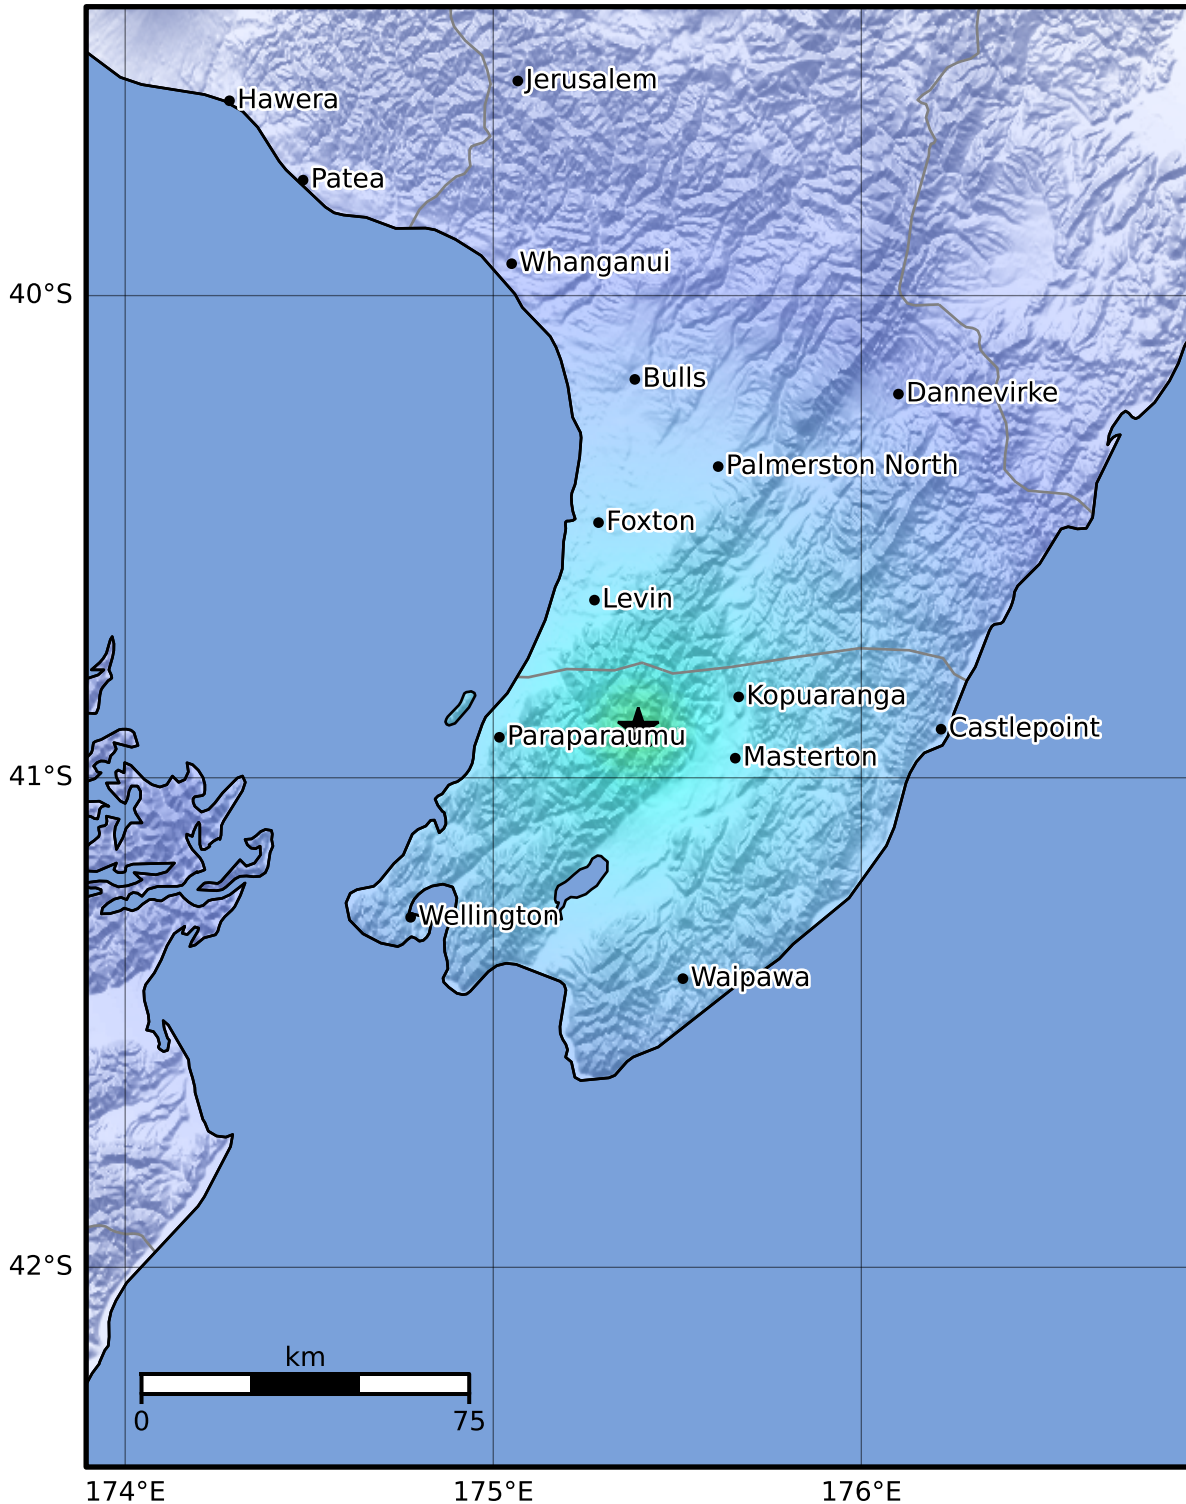 Jerusalem
Hawera
Patea
Whanganui
40°S
Bulls
Dannevirke
Palmerston North
Foxton
Levin
Kopuaranga
Castlepoint
Paraparaumu
Masterton
41°S
Wellington
Waipawa
42°S
km
0 75
174°E 175°E 176°E